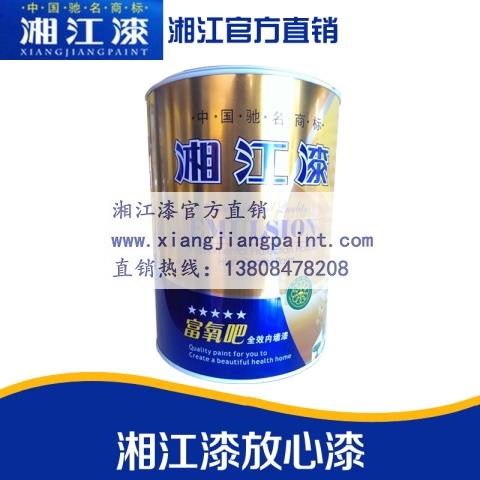 中国驰名商标
湘江漆
XIANGJIANGPAINT
湘江官方直销
中国驰名商标
湘江漆
Quality
EMULSION
湘江漆官方直销
www.xiangjiangpaint.com
直销热线：13808478208
★★★★★
富氧吧 全效内墙漆
Quality paint for you to
Create a beautiful health home
湘江漆放心漆